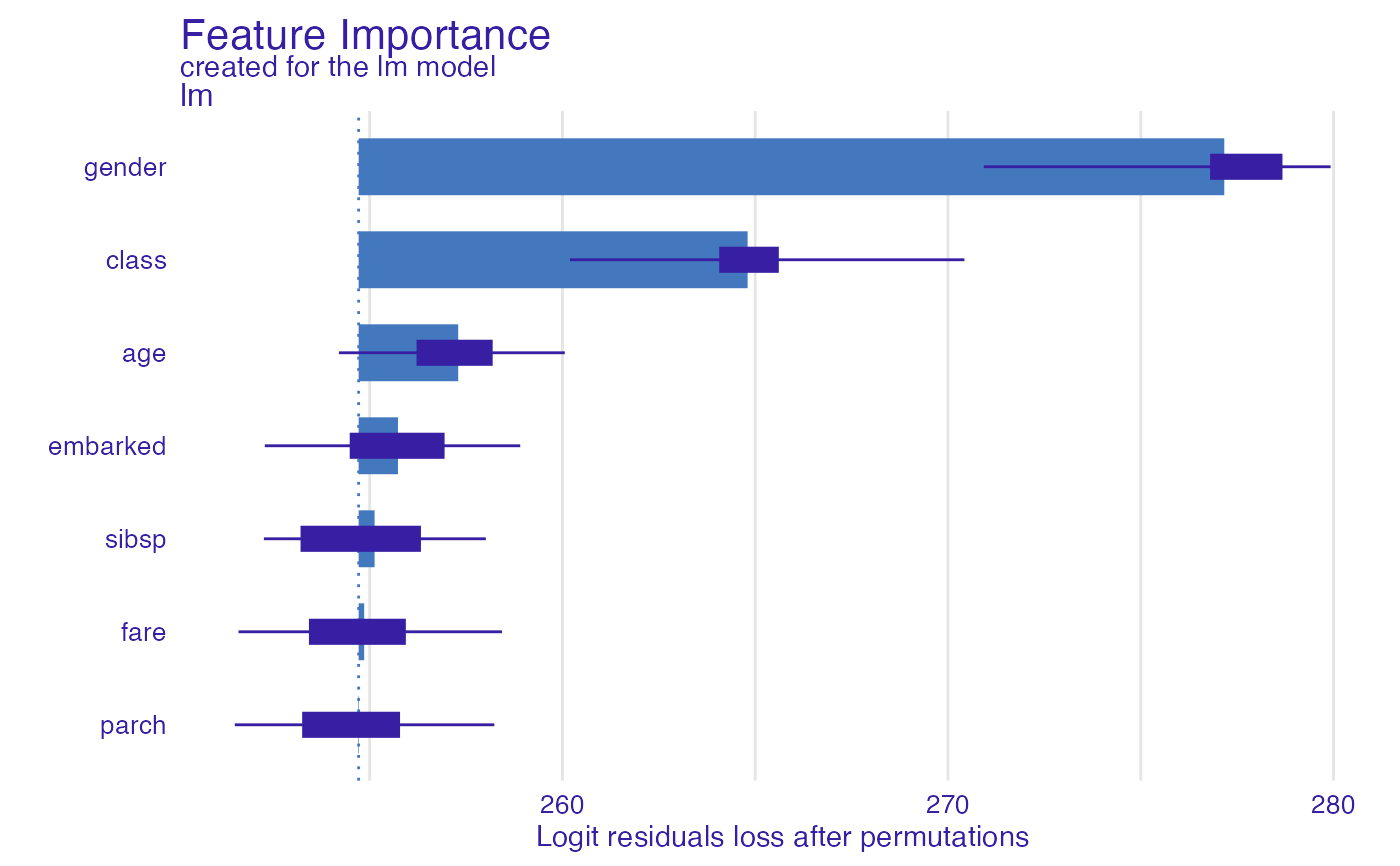 Feature Importance
created for the lm model
lm
gender
class
age
embarked
sibsp
fare
parch
260 270 280
Logit residuals loss after permutations